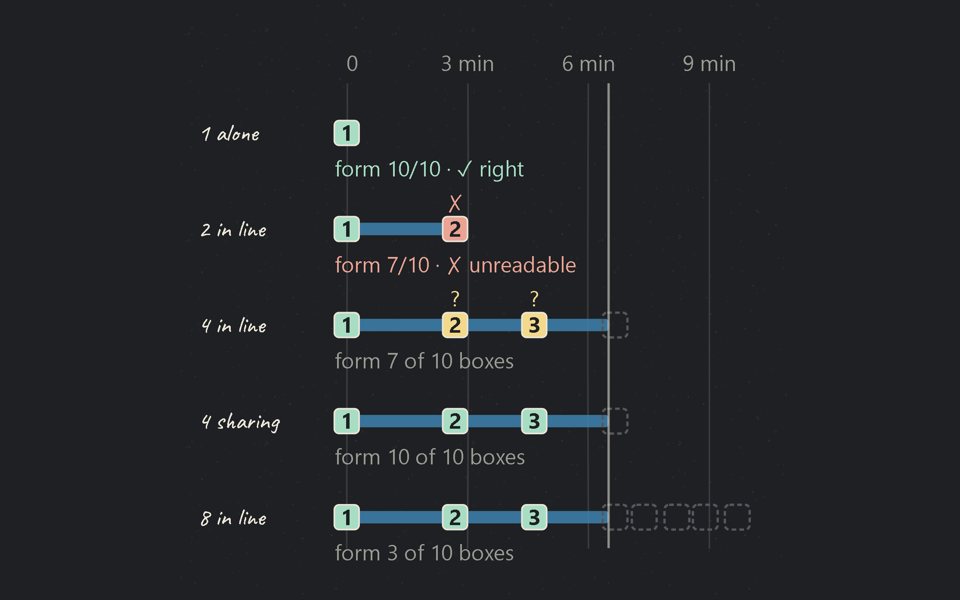 0 3 min 6 min 9 min
1 alone 1
form 10/10 · ✓ right
✗
2 in line 1 2
form 7/10 · ✗ unreadable
? ?
4 in line 1 2 3
form 7 of 10 boxes
4 sharing 1 2 3
form 10 of 10 boxes
8 in line 1 2 3
form 3 of 10 boxes